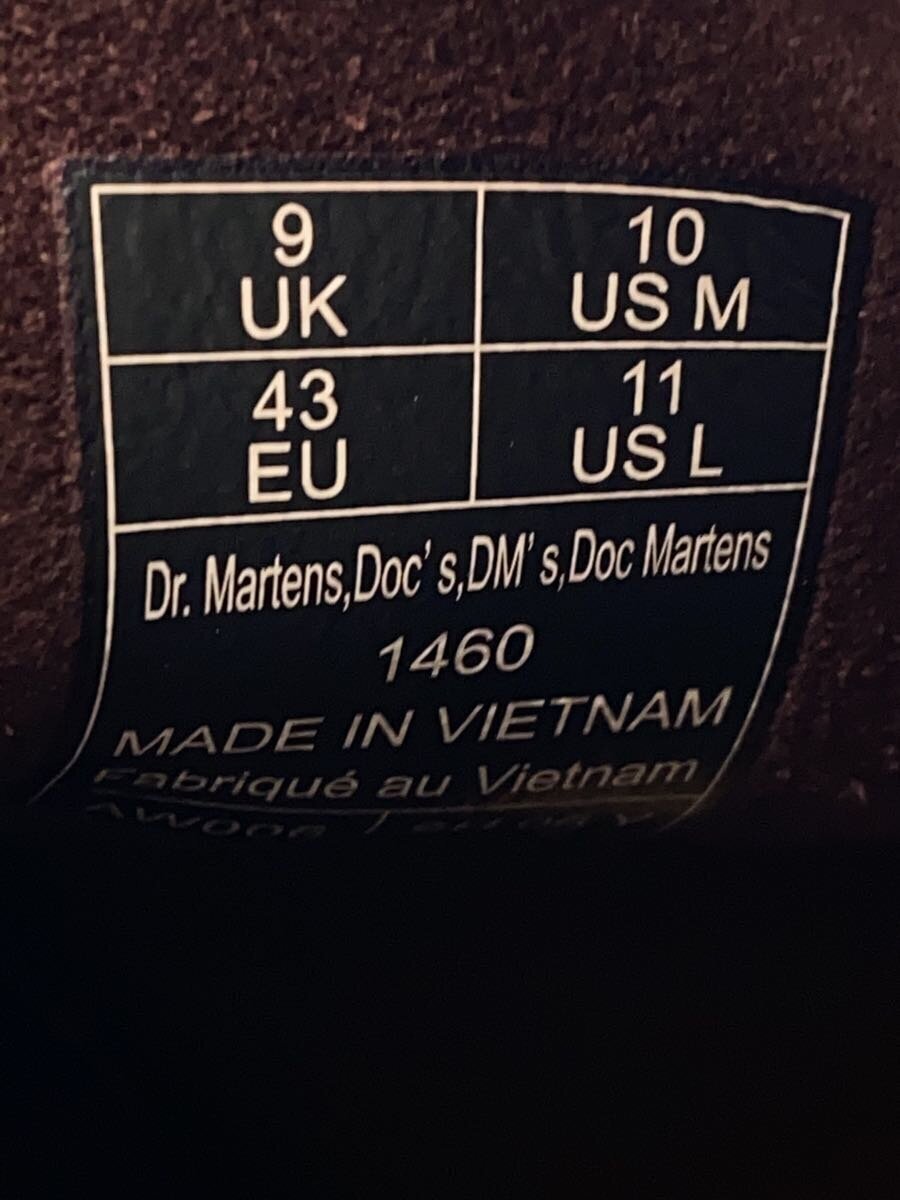 9
UK
10
US M
43
EU
11
US L
Dr. Martens,Doc's,DM's,Doc Martens
1460
MADE IN VIETNAM
Fabriqué au Vietnam